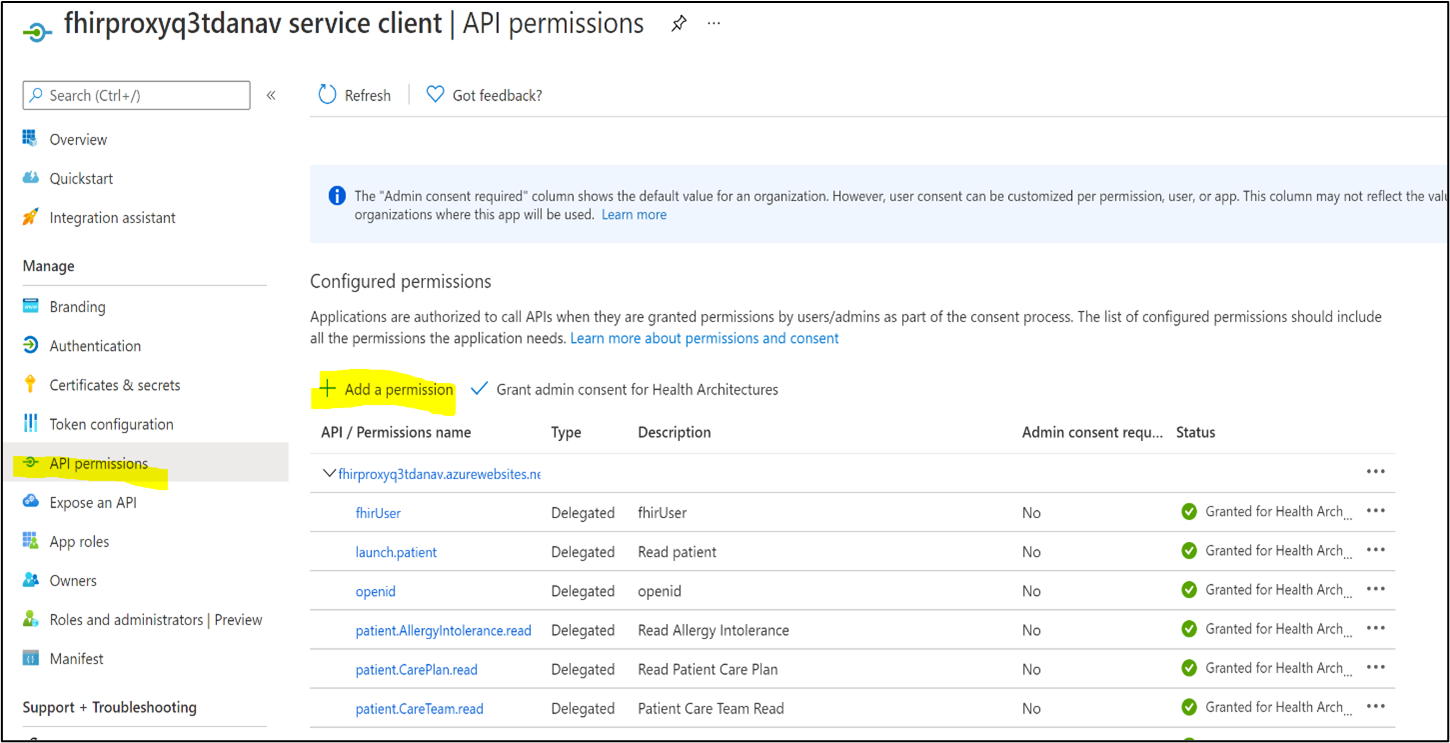 fhirproxyq3tdanav service client | API permissions
Search (Ctrl+/)
«
Refresh
Got feedback?
Overview
Quickstart
Integration assistant
Manage
Branding
Authentication
Certificates & secrets
Token configuration
API permissions
Expose an API
App roles
Owners
Roles and administrators | Preview
Manifest
Support + Troubleshooting
The "Admin consent required" column shows the default value for an organization. However, user consent can be customized per permission, user, or app. This column may not reflect the valu
organizations where this app will be used. Learn more
Configured permissions
Applications are authorized to call APIs when they are granted permissions by users/admins as part of the consent process. The list of configured permissions should include
all the permissions the application needs. Learn more about permissions and consent
+ Add a permission Grant admin consent for Health Architectures
API / Permissions name Type Description Admin consent requ... Status
fhirproxyq3tdanav.azurewebsites.ne
fhirUser Delegated fhirUser No Granted for Health Arch...
launch.patient Delegated Read patient No Granted for Health Arch...
openid Delegated openid No Granted for Health Arch...
patient.AllergyIntolerance.read Delegated Read Allergy Intolerance No Granted for Health Arch...
patient.CarePlan.read Delegated Read Patient Care Plan No Granted for Health Arch...
patient.CareTeam.read Delegated Patient Care Team Read No Granted for Health Arch...